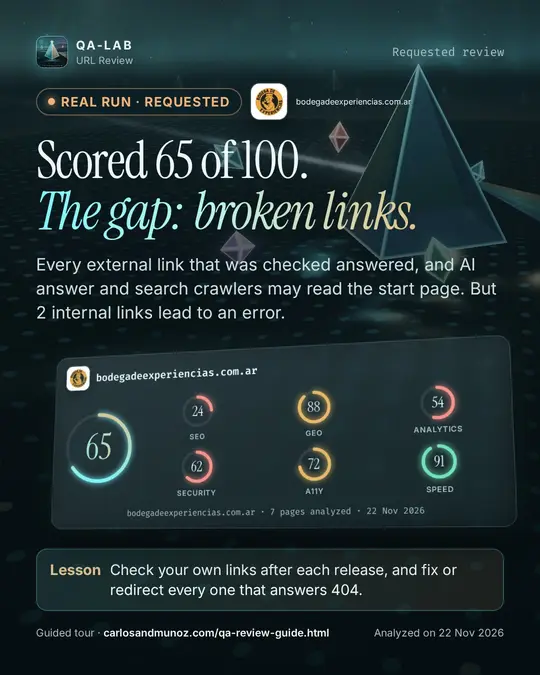 QA-LAB
URL Review
Requested review
REAL RUN · REQUESTED
bodegadeexperiencias.com.ar
Scored 65 of 100.
The gap: broken links.
Every external link that was checked answered, and AI
answer and search crawlers may read the start page. But
2 internal links lead to an error.
bodegadeexperiencias.com.ar
65
24
SEO
88
GEO
54
ANALYTICS
62
SECURITY
72
A11Y
91
SPEED
bodegadeexperiencias.com.ar · 7 pages analyzed · 22 Nov 2026
Lesson
Check your own links after each release, and fix or
redirect every one that answers 404.
Guided tour · carlosandmunoz.com/qa-review-guide.html
Analyzed on 22 Nov 2026